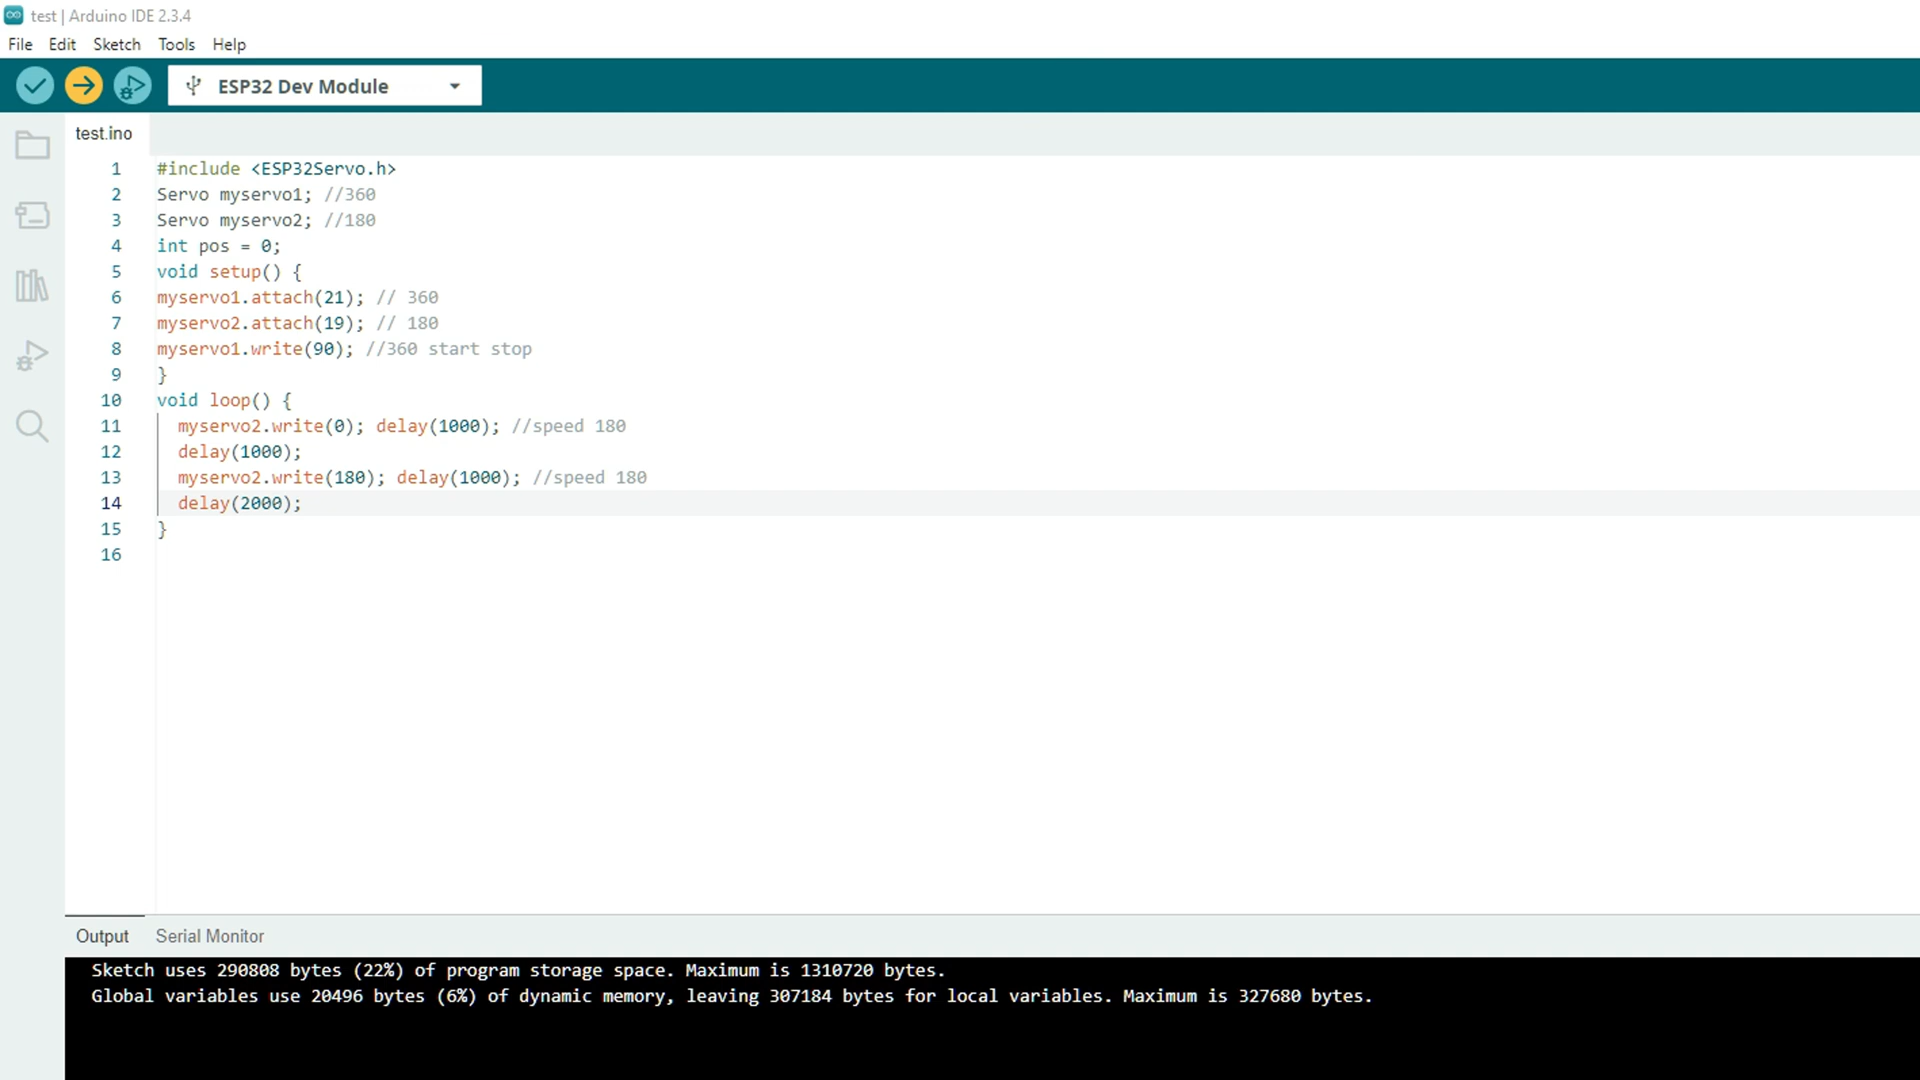 test | Arduino IDE 2.3.4
File Edit Sketch Tools Help
ESP32 Dev Module
test.ino
1 #include <ESP32Servo.h>
2 Servo myservo1; //360
3 Servo myservo2; //180
4 int pos = 0;
5 void setup() {
6 myservo1.attach(21); // 360
7 myservo2.attach(19); // 180
8 myservo1.write(90); //360 start stop
9 }
10 void loop() {
11 myservo2.write(0); delay(1000); //speed 180
12 delay(1000);
13 myservo2.write(180); delay(1000); //speed 180
14 delay(2000);
15 }
16
Output Serial Monitor
Sketch uses 290808 bytes (22%) of program storage space. Maximum is 1310720 bytes.
Global variables use 20496 bytes (6%) of dynamic memory, leaving 307184 bytes for local variables. Maximum is 327680 bytes.